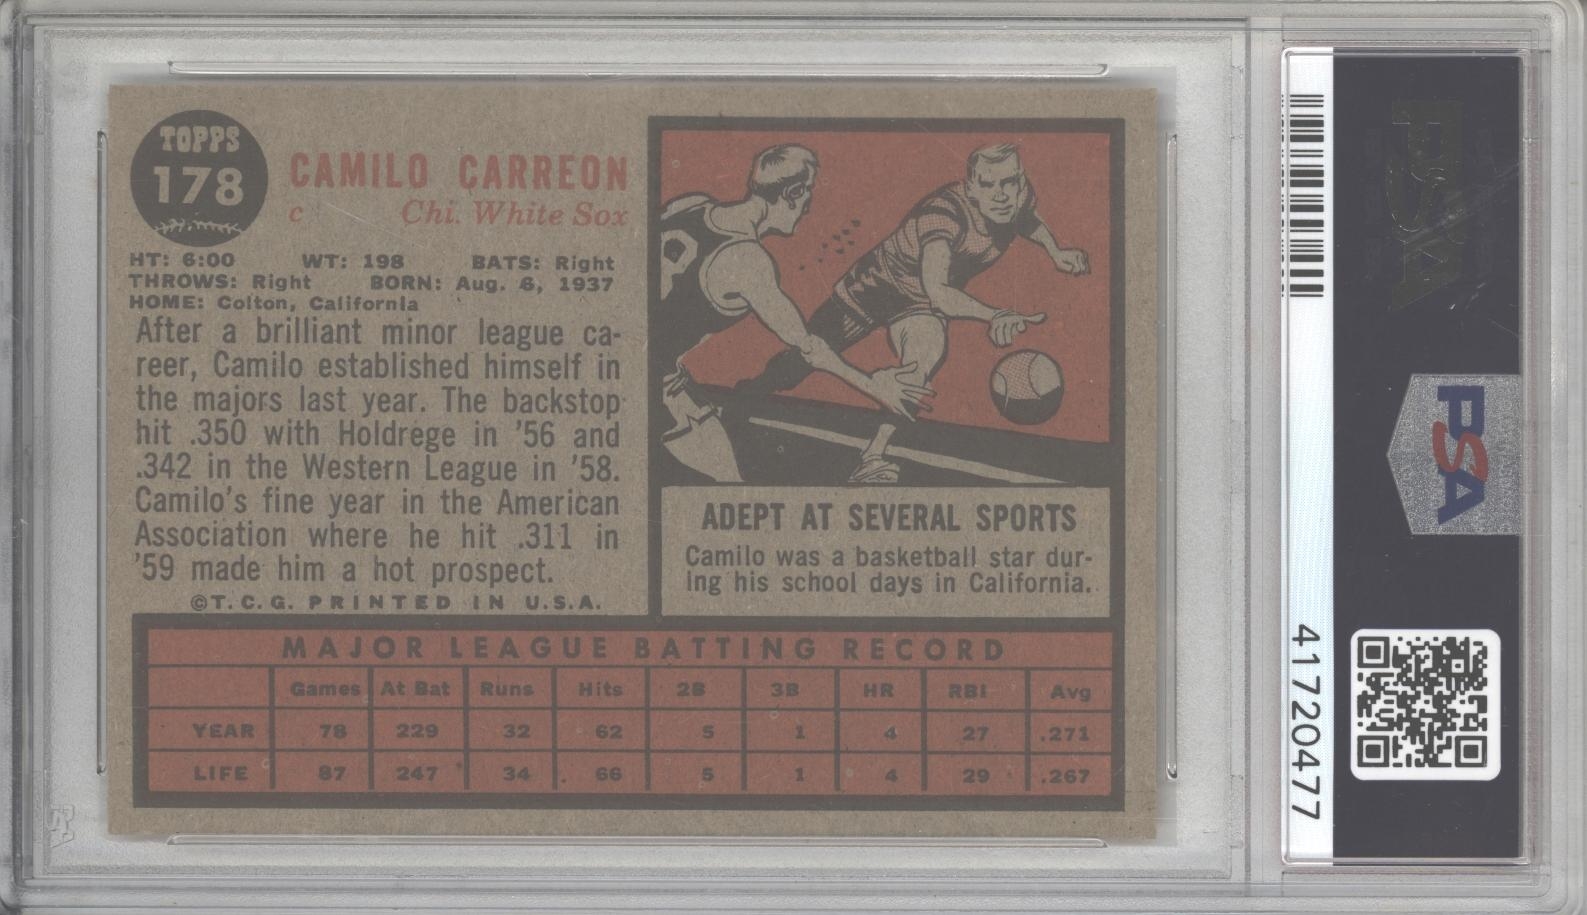 TOPPS
178
CAMILO CARREON
c Chi. White Sox
HT: 6:00 WT: 198 BATS: Right
THROWS: Right BORN: Aug. 6, 1937
HOME: Colton, California
After a brilliant minor league ca-
reer, Camilo established himself in
the majors last year. The backstop
hit .350 with Holdrege in '56 and
.342 in the Western League in '58.
Camilo's fine year in the American
Association where he hit .311 in
'59 made him a hot prospect.
©T.C.G. PRINTED IN U.S.A.
ADEPT AT SEVERAL SPORTS
Camilo was a basketball star dur-
ing his school days in California.
MAJOR LEAGUE BATTING RECORD
Games At Bat Runs Hits 2B 3B HR RBI Avg
YEAR 78 229 32 62 5 1 4 27 .271
LIFE 87 247 34 66 5 1 4 29 .267
PSA
PSA
41720477
PSA